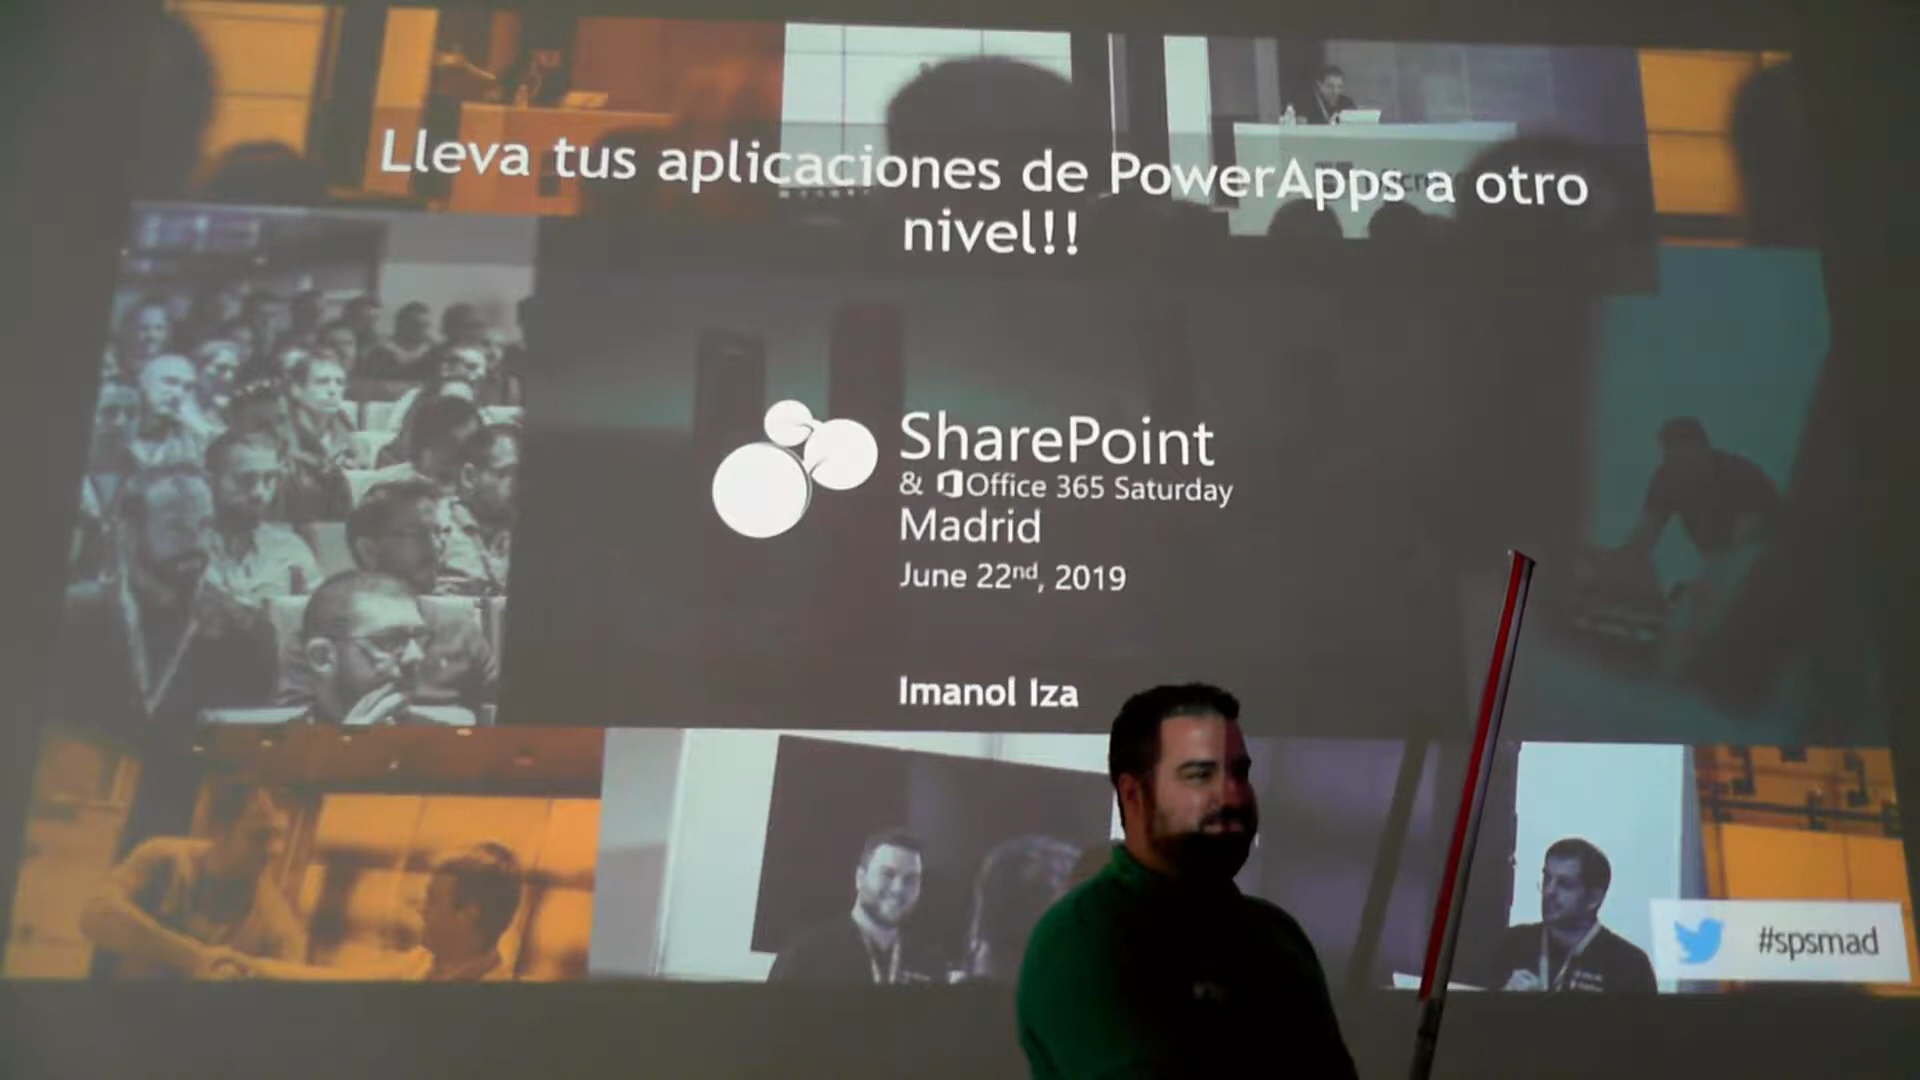 Lleva tus aplicaciones de PowerApps a otro
nivel!!
SharePoint
& Office 365 Saturday
Madrid
June 22nd, 2019
Imanol Iza
#spsmad